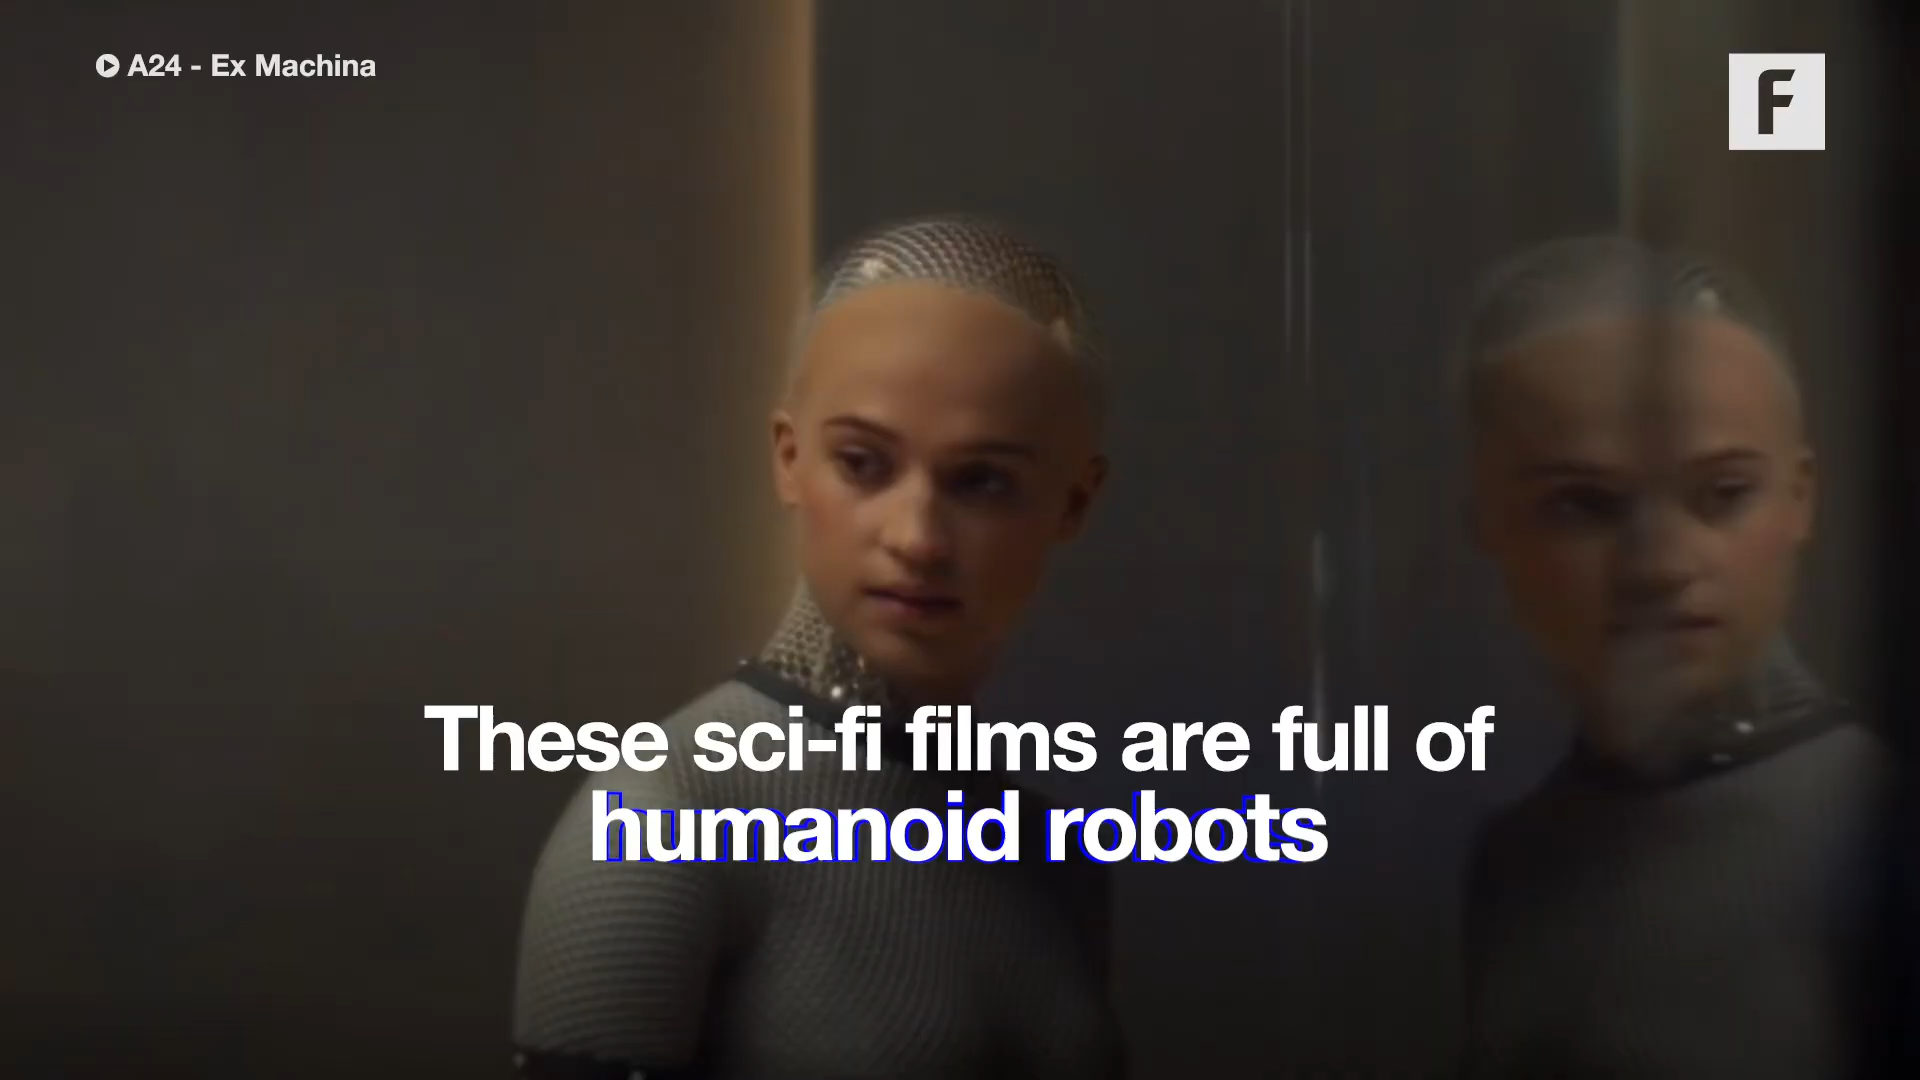 A24 - Ex Machina
F
These sci-fi films are full of
humanoid robots